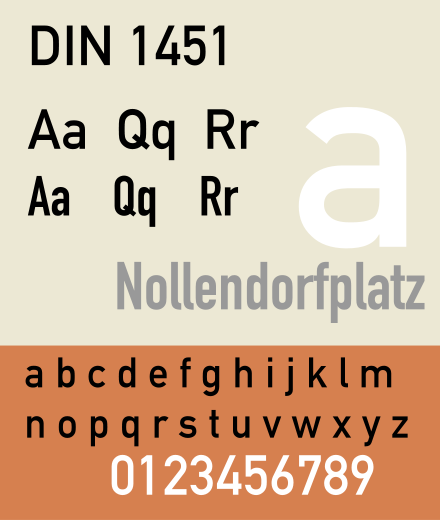 DIN 1451
Aa Qq Rr
Aa Qq Rr
a
Nollendorfplatz
a b c d e f g h i j k l m
n o p q r s t u v w x y z
0123456789